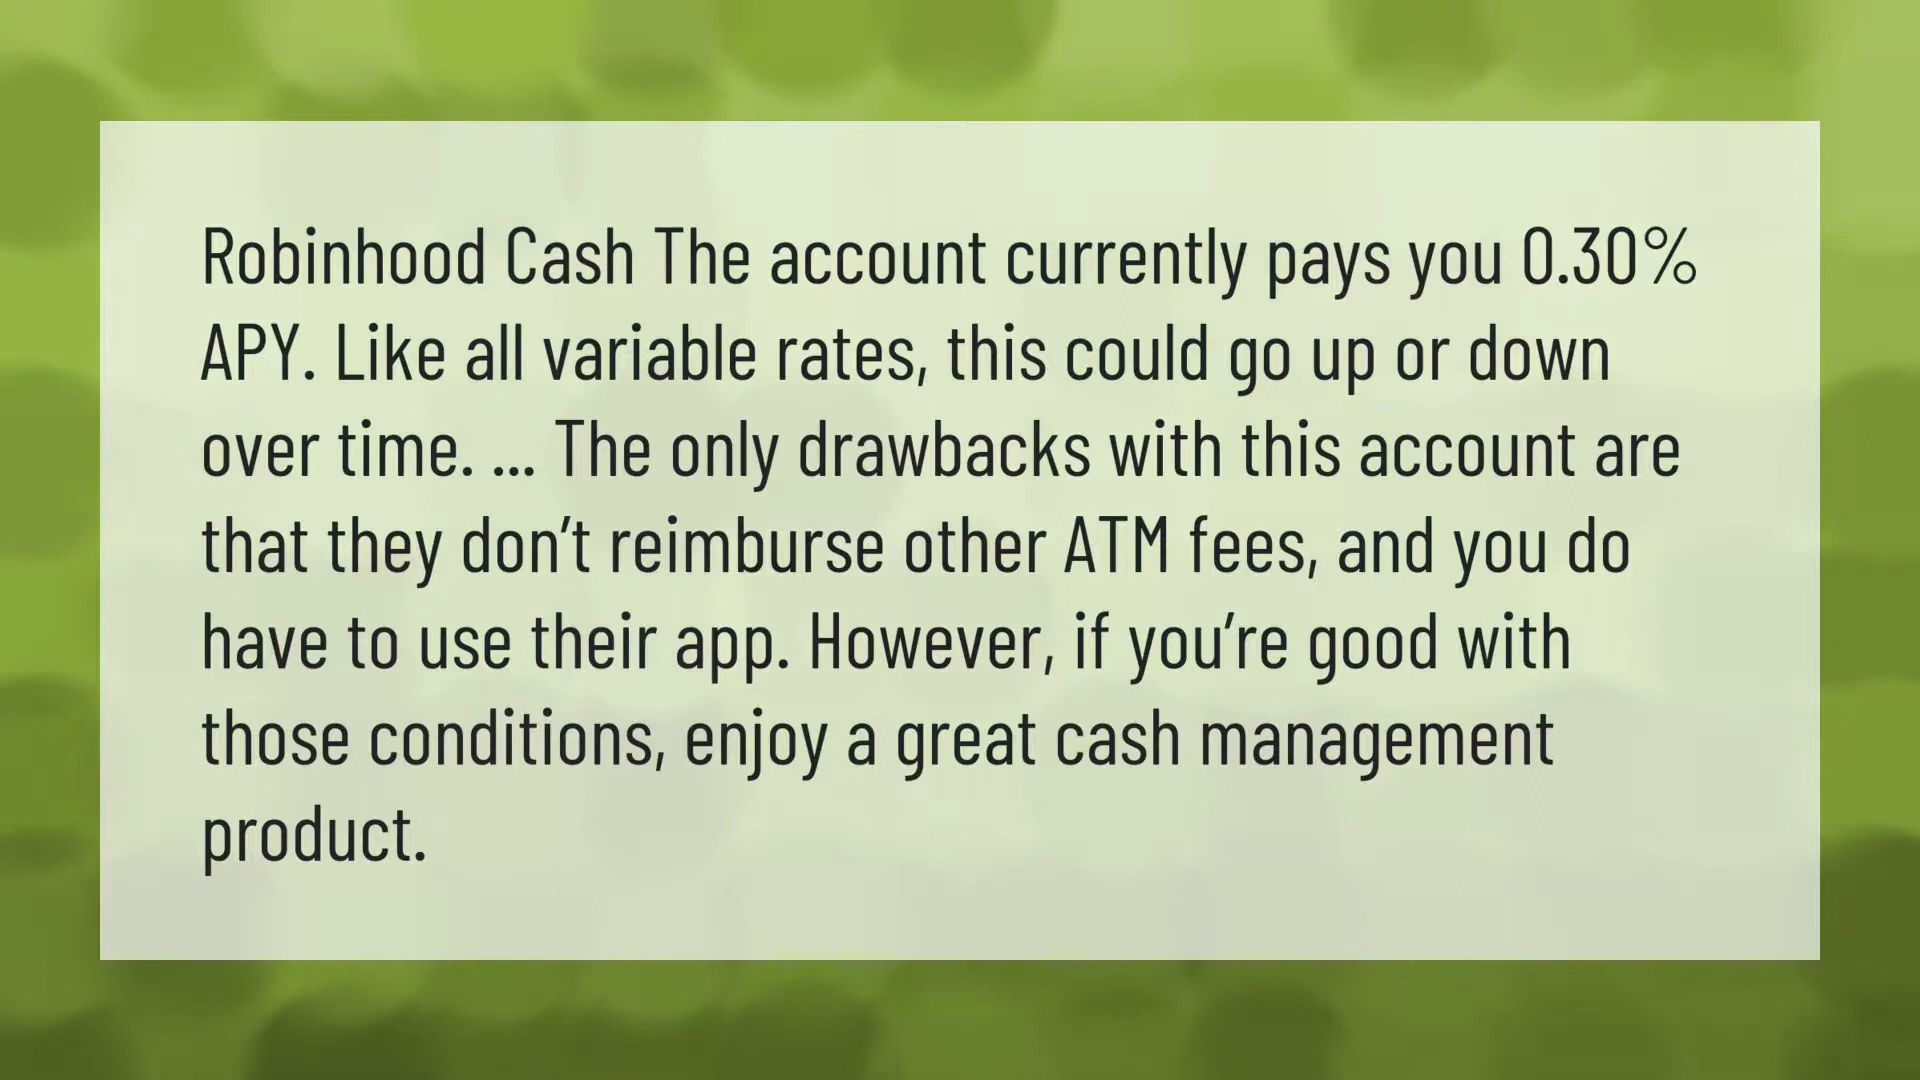 Robinhood Cash The account currently pays you 0.30%
APY. Like all variable rates, this could go up or down
over time. ... The only drawbacks with this account are
that they don’t reimburse other ATM fees, and you do
have to use their app. However, if you’re good with
those conditions, enjoy a great cash management
product.